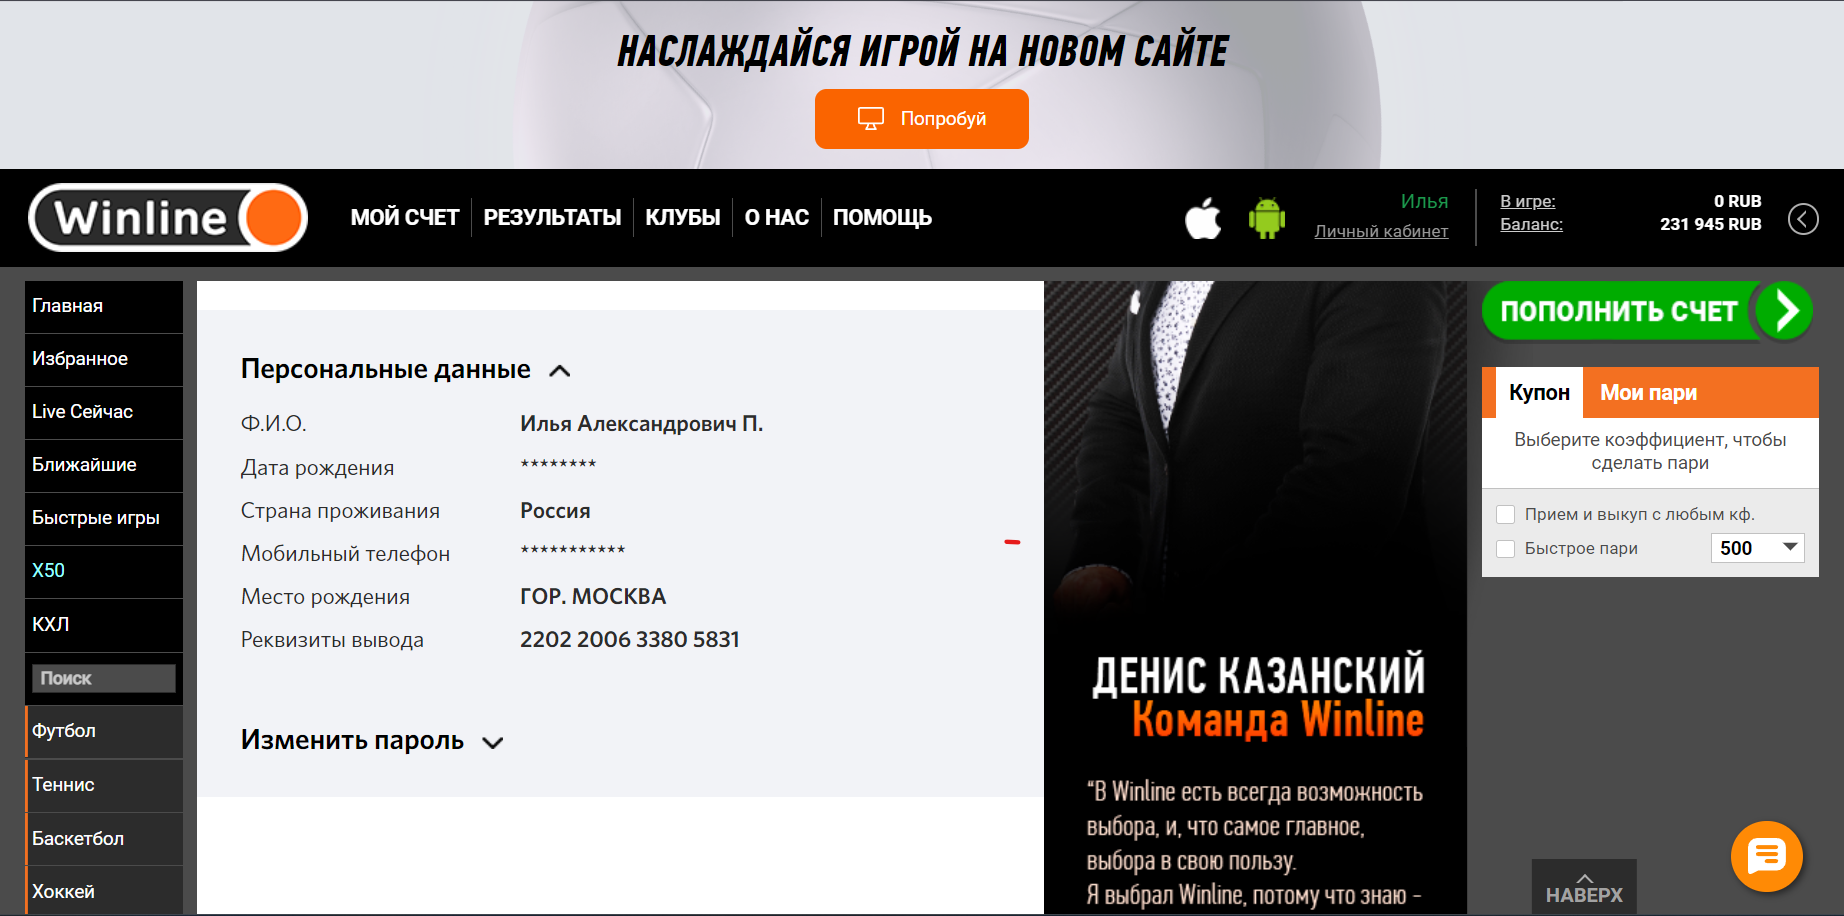 НАСЛАЖДАЙСЯ ИГРОЙ НА НОВОМ САЙТЕ
Попробуй
Winline
МОЙ СЧЕТ
РЕЗУЛЬТАТЫ
КЛУБЫ
О НАС
ПОМОЩЬ
Илья
Личный кабинет
В игре: 0 RUB
Баланс: 231 945 RUB
Главная
Избранное
Live Сейчас
Ближайшие
Быстрые игры
X50
КХЛ
Поиск
Футбол
Теннис
Баскетбол
Хоккей
Персональные данные
Ф.И.О. Илья Александрович П.
Дата рождения ********
Страна проживания Россия
Мобильный телефон ***********
Место рождения ГОР. МОСКВА
Реквизиты вывода 2202 2006 3380 5831
Изменить пароль
ДЕНИС КАЗАНСКИЙ
Команда Winline
“В Winline есть всегда возможность
выбора, и, что самое главное,
выбора в свою пользу.
Я выбрал Winline, потому что знаю -
ПОПОЛНИТЬ СЧЕТ
Купон
Мои пари
Выберите коэффициент, чтобы
сделать пари
Прием и выкуп с любым кф.
Быстрое пари 500
НАВЕРХ